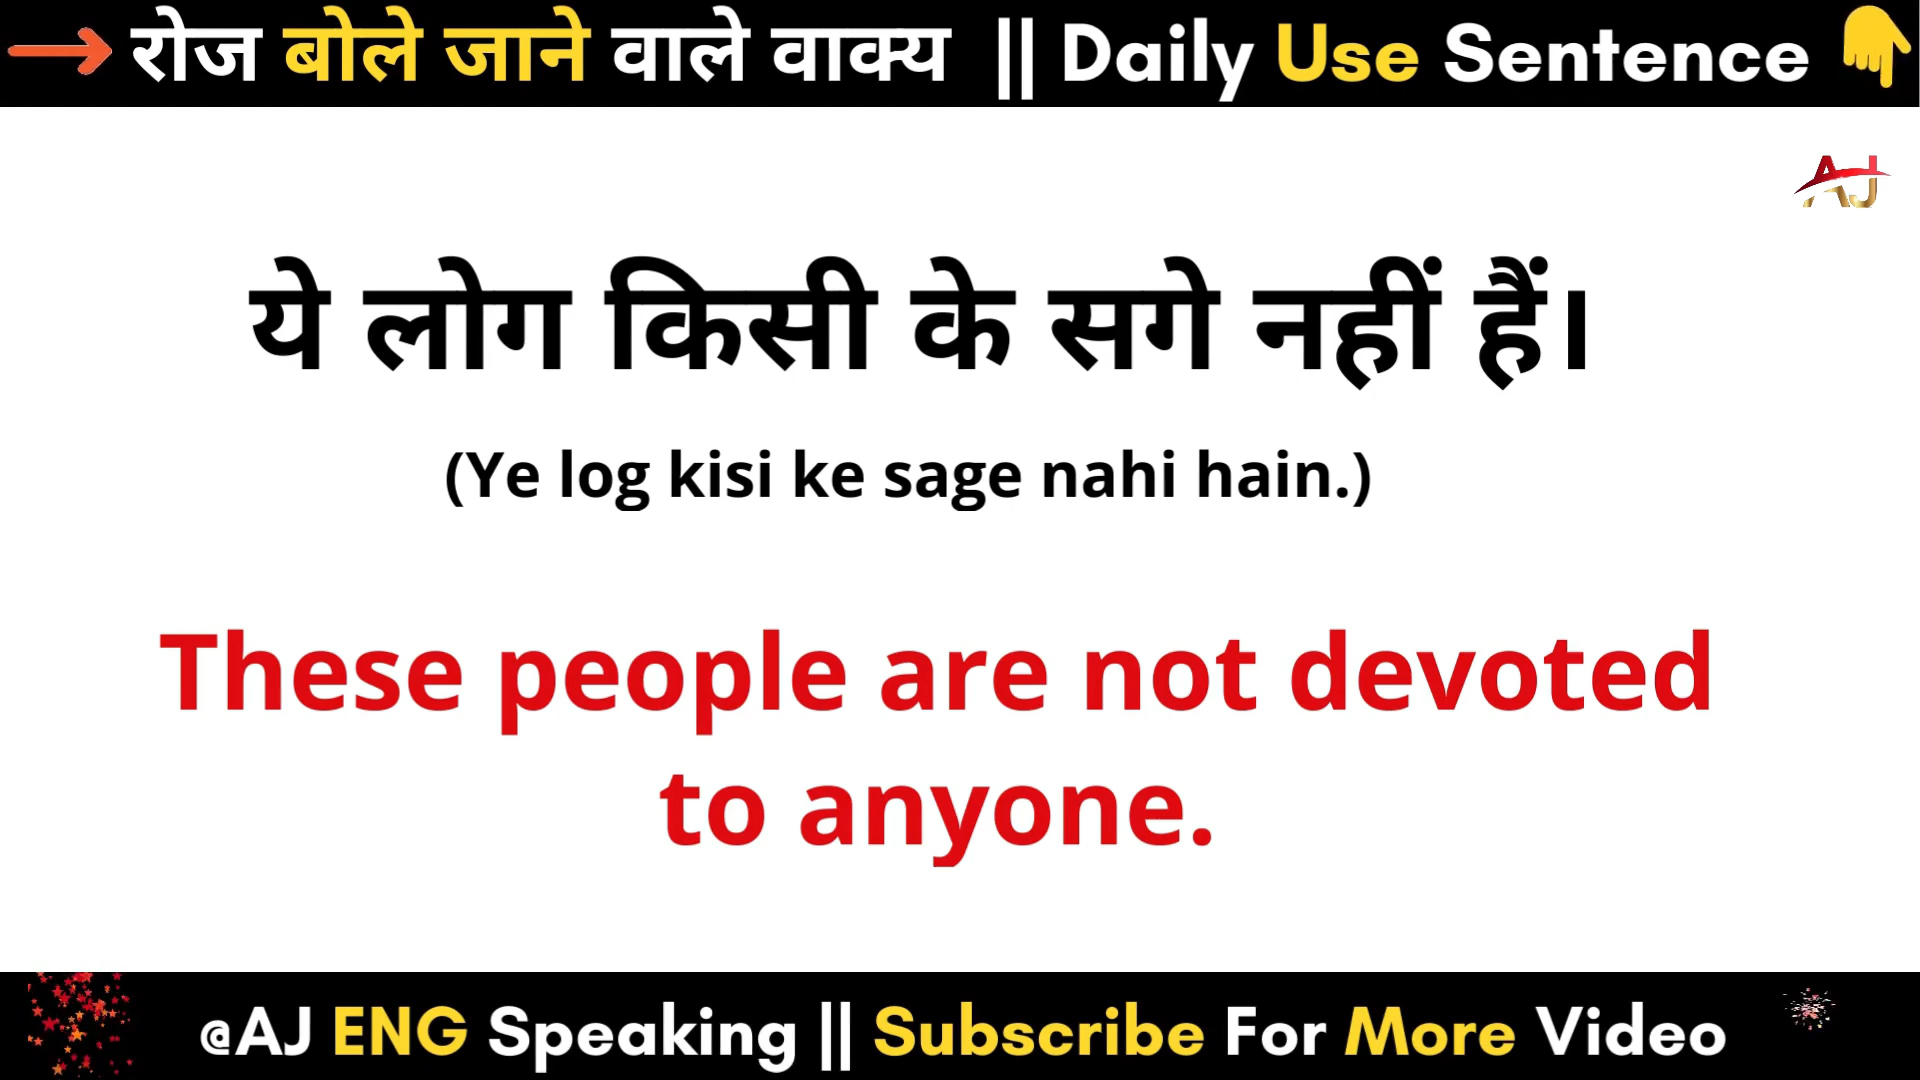 रोज बोले जाने वाले वाक्य || Daily Use Sentence
AJ
ये लोग किसी के सगे नहीं हैं।
(Ye log kisi ke sage nahi hain.)
These people are not devoted
to anyone.
@AJ ENG Speaking || Subscribe For More Video